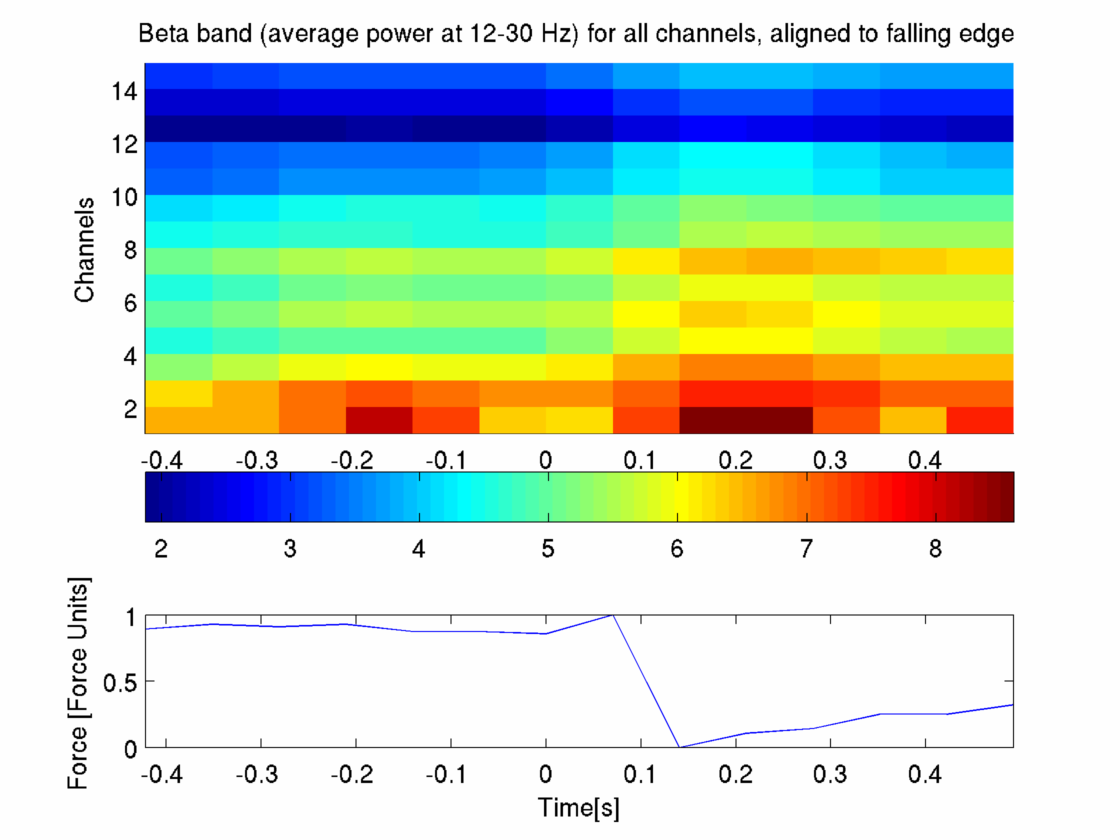 Beta band (average power at 12-30 Hz) for all channels, aligned to falling edge
Channels
14
12
10
8
6
4
2
-0.4 -0.3 -0.2 -0.1 0 0.1 0.2 0.3 0.4
2 3 4 5 6 7 8
Force [Force Units]
1
0.5
0
-0.4 -0.3 -0.2 -0.1 0 0.1 0.2 0.3 0.4
Time[s]